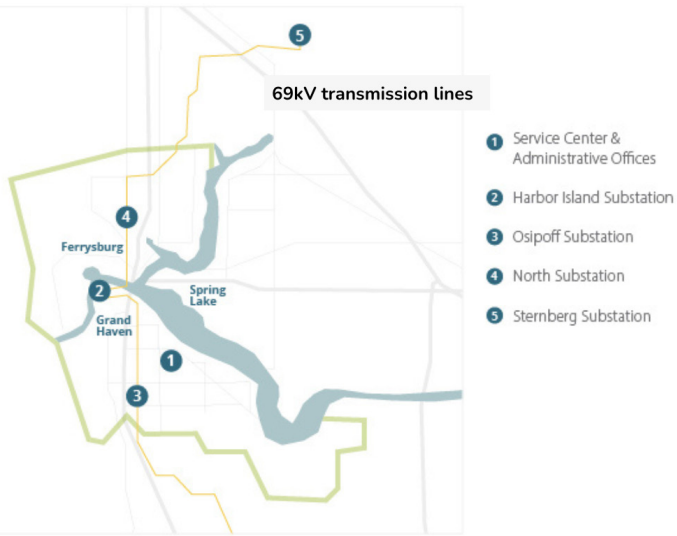 5
69kV transmission lines
4
Ferrysburg
2
Spring
Lake
Grand
Haven
1
3
1 Service Center &
Administrative Offices
2 Harbor Island Substation
3 Osipoff Substation
4 North Substation
5 Sternberg Substation